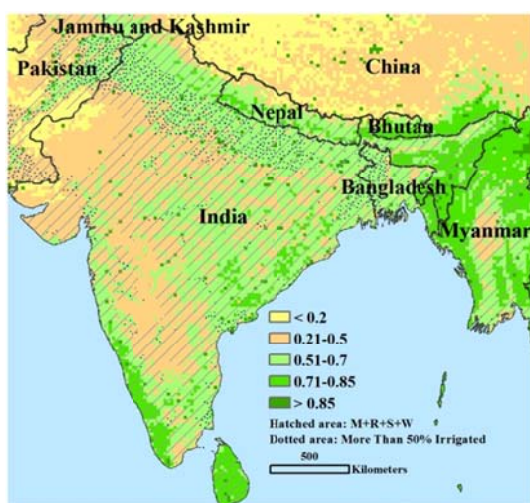 Jammu and Kashmir
Pakistan
China
Nepal
Bhutan
Bangladesh
India
Myanmar
< 0.2
0.21-0.5
0.51-0.7
0.71-0.85
> 0.85
Hatched area: M+R+S+W
Dotted area: More Than 50% Irrigated
500
Kilometers